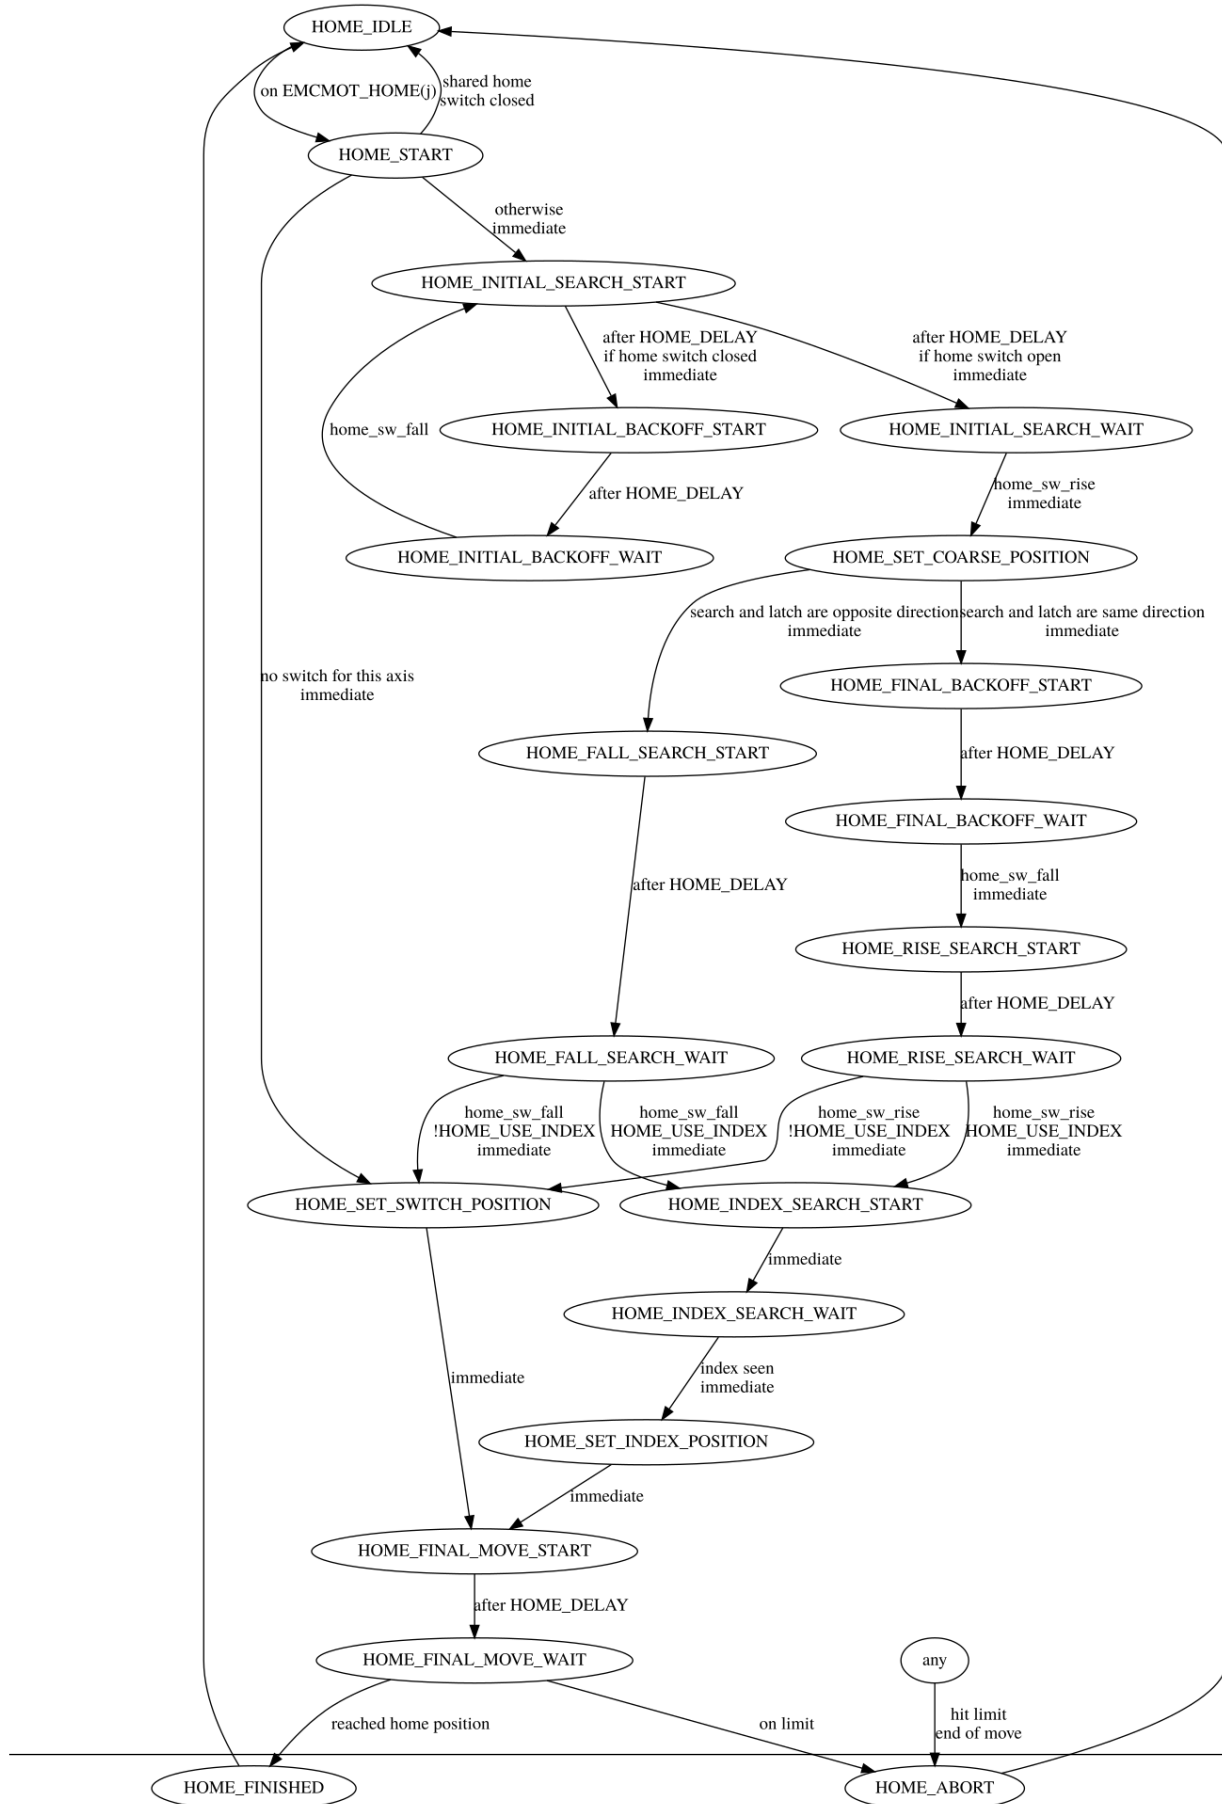 HOME_IDLE
on EMCMOT_HOME(j)
shared home
switch closed
HOME_START
otherwise
immediate
HOME_INITIAL_SEARCH_START
after HOME_DELAY
if home switch closed
immediate
after HOME_DELAY
if home switch open
immediate
home_sw_fall
HOME_INITIAL_BACKOFF_START
HOME_INITIAL_SEARCH_WAIT
after HOME_DELAY
home_sw_rise
immediate
HOME_INITIAL_BACKOFF_WAIT
HOME_SET_COARSE_POSITION
search and latch are opposite direction
immediate
search and latch are same direction
immediate
no switch for this axis
immediate
HOME_FINAL_BACKOFF_START
HOME_FALL_SEARCH_START
after HOME_DELAY
HOME_FINAL_BACKOFF_WAIT
after HOME_DELAY
home_sw_fall
immediate
HOME_RISE_SEARCH_START
after HOME_DELAY
HOME_FALL_SEARCH_WAIT
HOME_RISE_SEARCH_WAIT
home_sw_fall
!HOME_USE_INDEX
immediate
home_sw_fall
HOME_USE_INDEX
immediate
home_sw_rise
!HOME_USE_INDEX
immediate
home_sw_rise
HOME_USE_INDEX
immediate
HOME_SET_SWITCH_POSITION
HOME_INDEX_SEARCH_START
immediate
HOME_INDEX_SEARCH_WAIT
immediate
index seen
immediate
HOME_SET_INDEX_POSITION
immediate
HOME_FINAL_MOVE_START
after HOME_DELAY
HOME_FINAL_MOVE_WAIT
any
reached home position
on limit
hit limit
end of move
HOME_FINISHED
HOME_ABORT